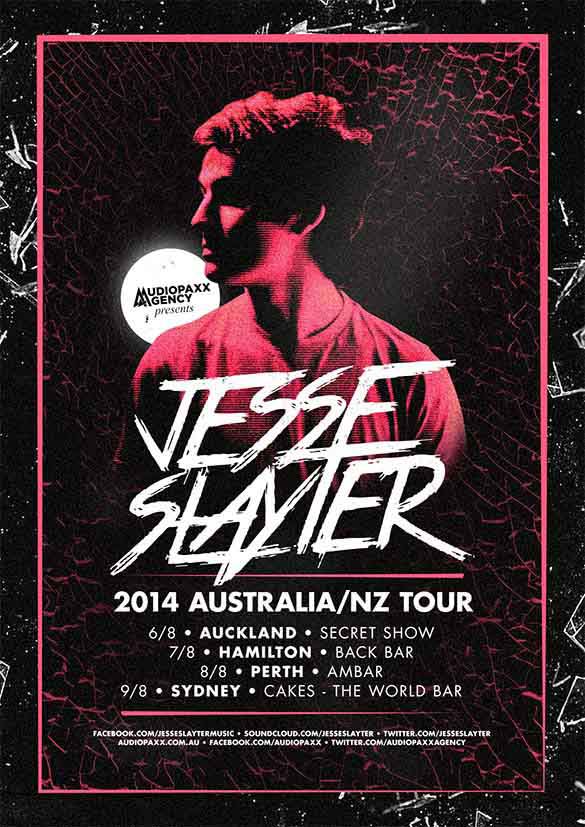 AUDIOPAXX
AGENCY
presents
JESSE
SLAYTER
2014 AUSTRALIA/NZ TOUR
6/8 • AUCKLAND • SECRET SHOW
7/8 • HAMILTON • BACK BAR
8/8 • PERTH • AMBAR
9/8 • SYDNEY • CAKES - THE WORLD BAR
FACEBOOK.COM/JESSESLAYTERMUSIC • SOUNDCLOUD.COM/JESSESLAYTER • TWITTER.COM/JESSESLAYTER
AUDIOPAXX.COM.AU • FACEBOOK.COM/AUDIOPAXX • TWITTER.COM/AUDIOPAXXAGENCY